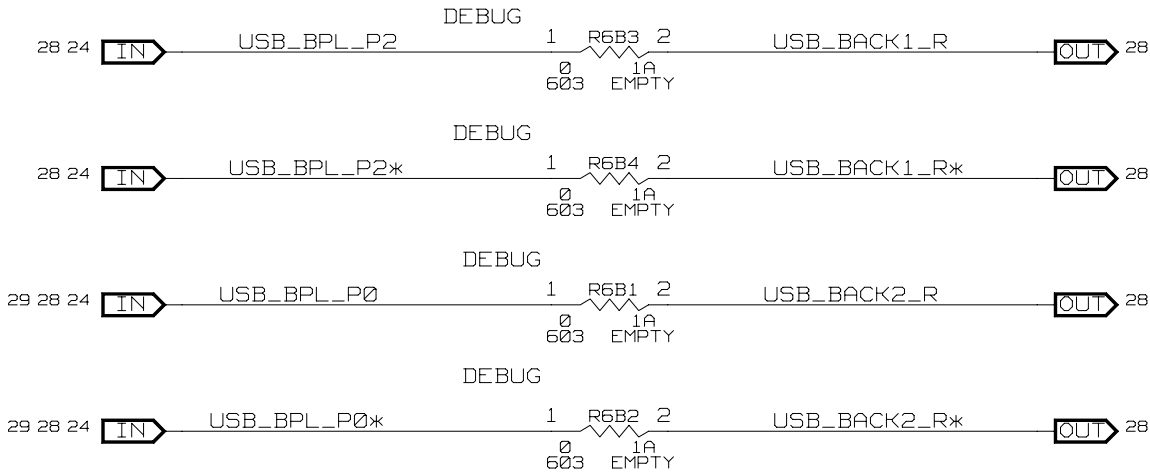 DEBUG
28 24 IN USB_BPL_P2 1 R6B3 2 USB_BACK1_R OUT 28
0 1A
603 EMPTY
DEBUG
28 24 IN USB_BPL_P2* 1 R6B4 2 USB_BACK1_R* OUT 28
0 1A
603 EMPTY
DEBUG
29 28 24 IN USB_BPL_P0 1 R6B1 2 USB_BACK2_R OUT 28
0 1A
603 EMPTY
DEBUG
29 28 24 IN USB_BPL_P0* 1 R6B2 2 USB_BACK2_R* OUT 28
0 1A
603 EMPTY